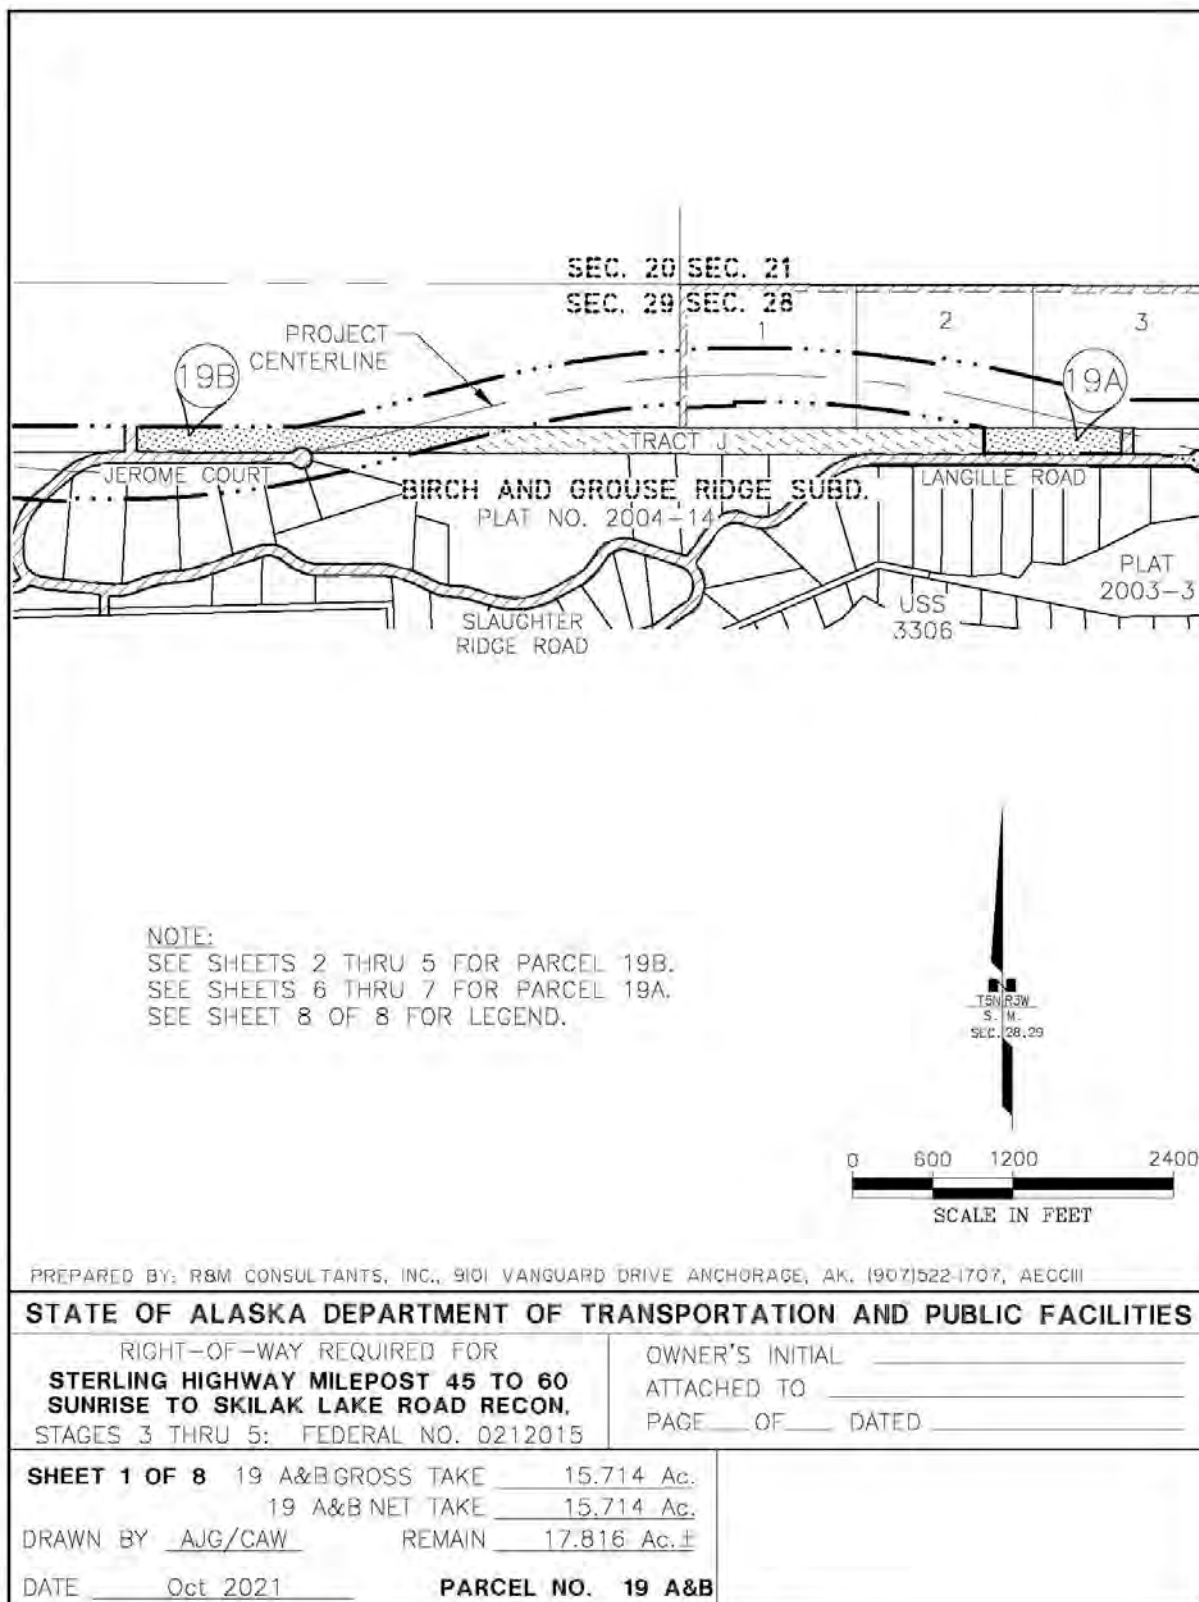 SEC. 20 SEC. 21
SEC. 29 SEC. 28
PROJECT
CENTERLINE
1
2
3
19B
19A
TRACT J
JEROME COURT
LANGILLE ROAD
BIRCH AND GROUSE RIDGE SUBD.
PLAT NO. 2004-14
PLAT
2003-3
USS
3306
SLAUGHTER
RIDGE ROAD
NOTE:
SEE SHEETS 2 THRU 5 FOR PARCEL 19B.
SEE SHEETS 6 THRU 7 FOR PARCEL 19A.
SEE SHEET 8 OF 8 FOR LEGEND.
T5N R3W
S. M.
SEC. 28,29
0 600 1200 2400
SCALE IN FEET
PREPARED BY: R&M CONSULTANTS, INC., 9101 VANGUARD DRIVE ANCHORAGE, AK. (907)522-1707, AECC111
STATE OF ALASKA DEPARTMENT OF TRANSPORTATION AND PUBLIC FACILITIES
RIGHT-OF-WAY REQUIRED FOR
STERLING HIGHWAY MILEPOST 45 TO 60
SUNRISE TO SKILAK LAKE ROAD RECON.
STAGES 3 THRU 5: FEDERAL NO. 0212015
OWNER'S INITIAL
ATTACHED TO
PAGE OF DATED
SHEET 1 OF 8 19 A&B GROSS TAKE 15.714 Ac.
19 A&B NET TAKE 15.714 Ac.
DRAWN BY AJG/CAW REMAIN 17.816 Ac.±
DATE Oct 2021 PARCEL NO. 19 A&B